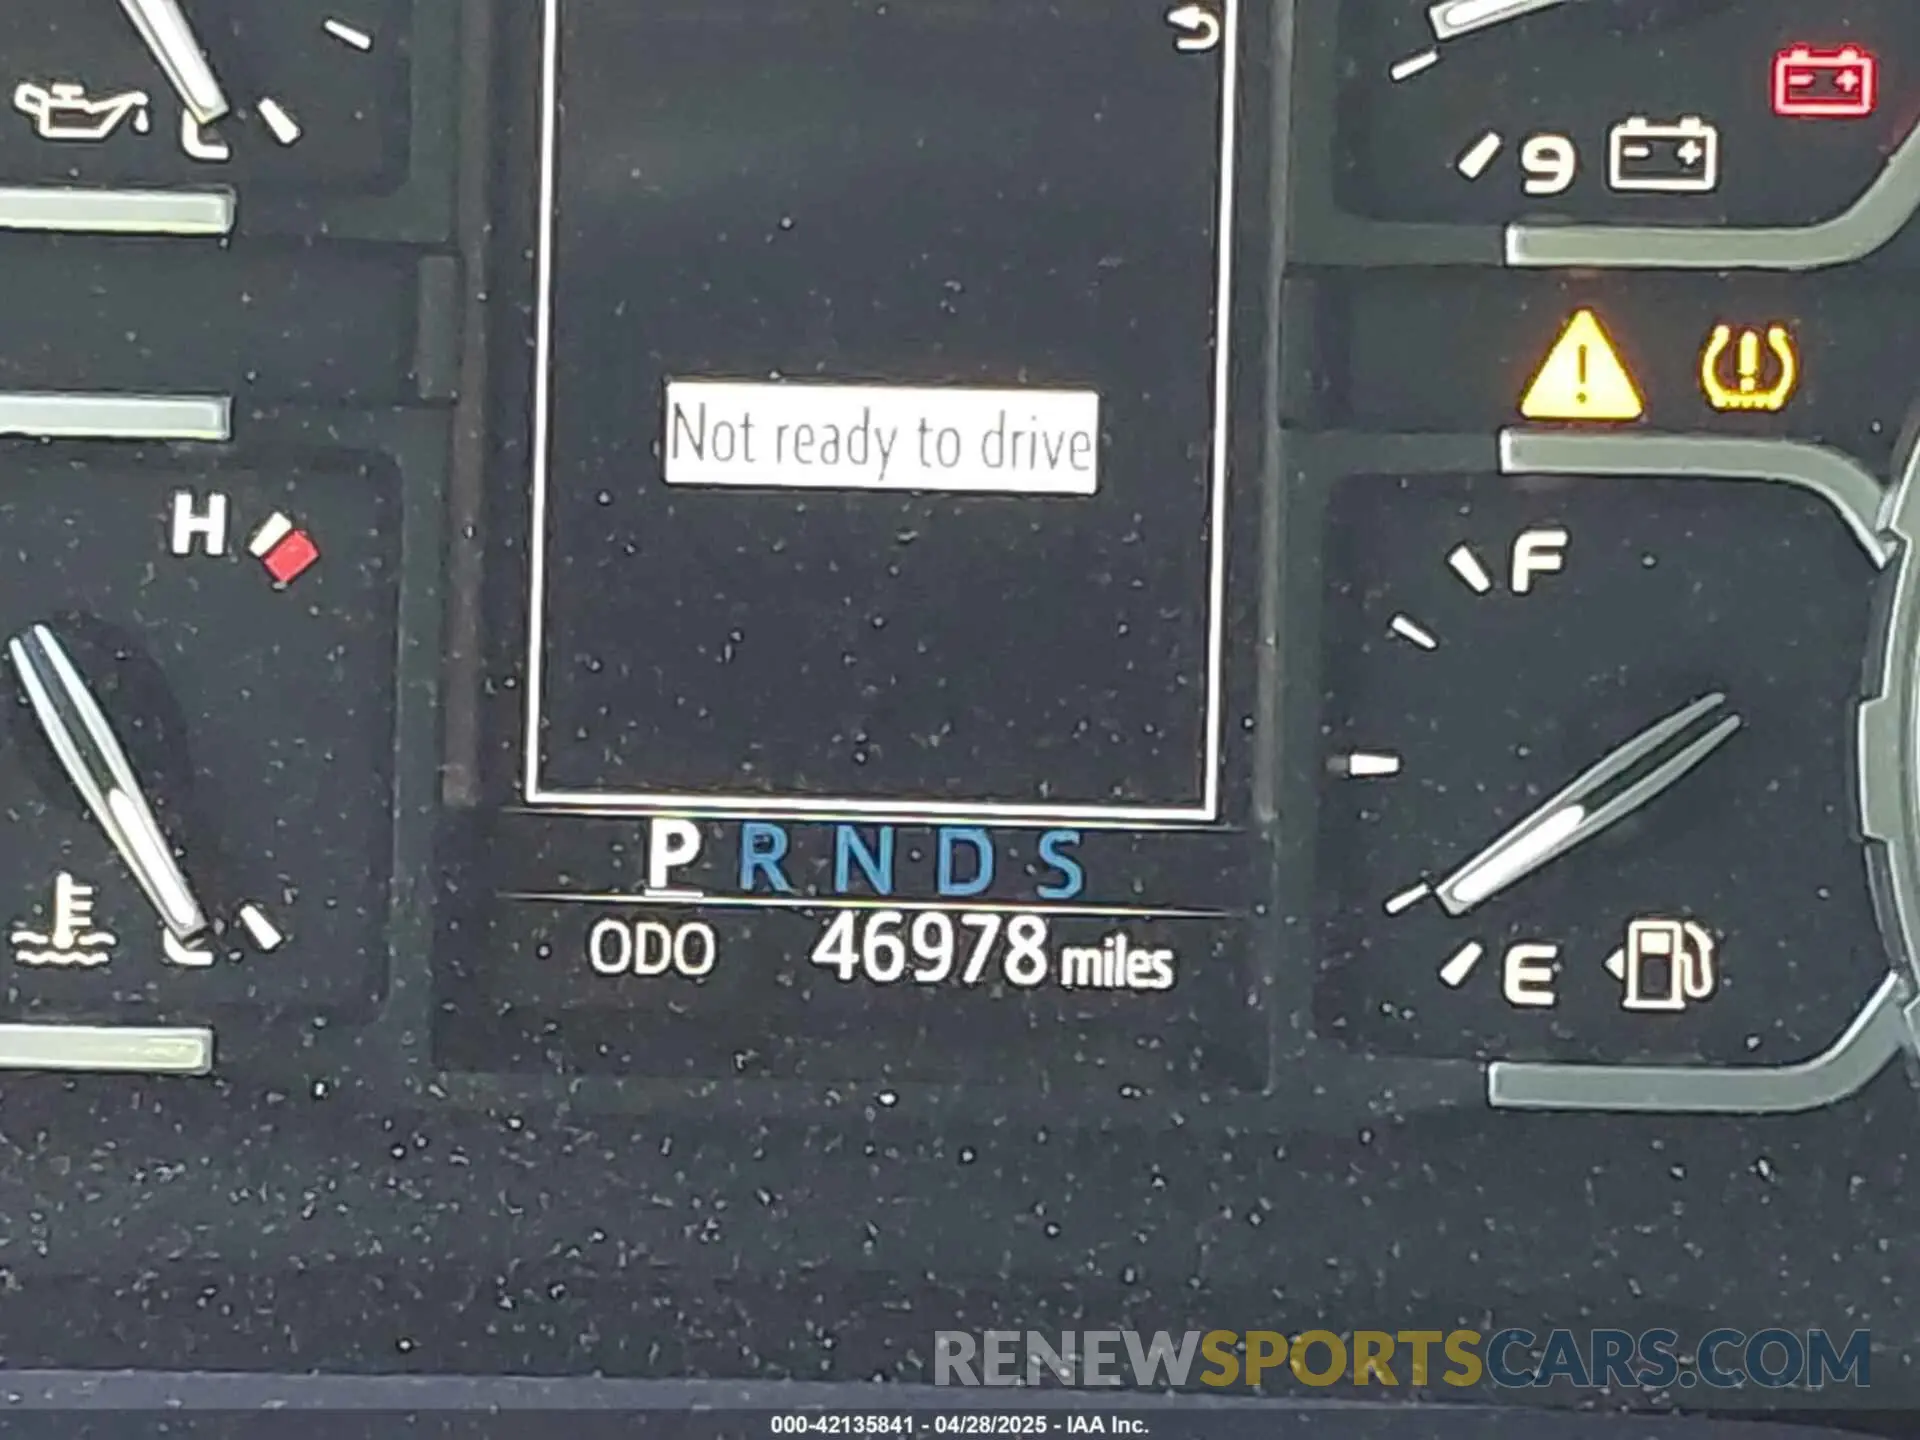 C
9
Not ready to drive
H
F
P R N D S
C
ODO 46978 miles
E
RENEWSPORTSCARS.COM
000-42135841 - 04/28/2025 - IAA Inc.